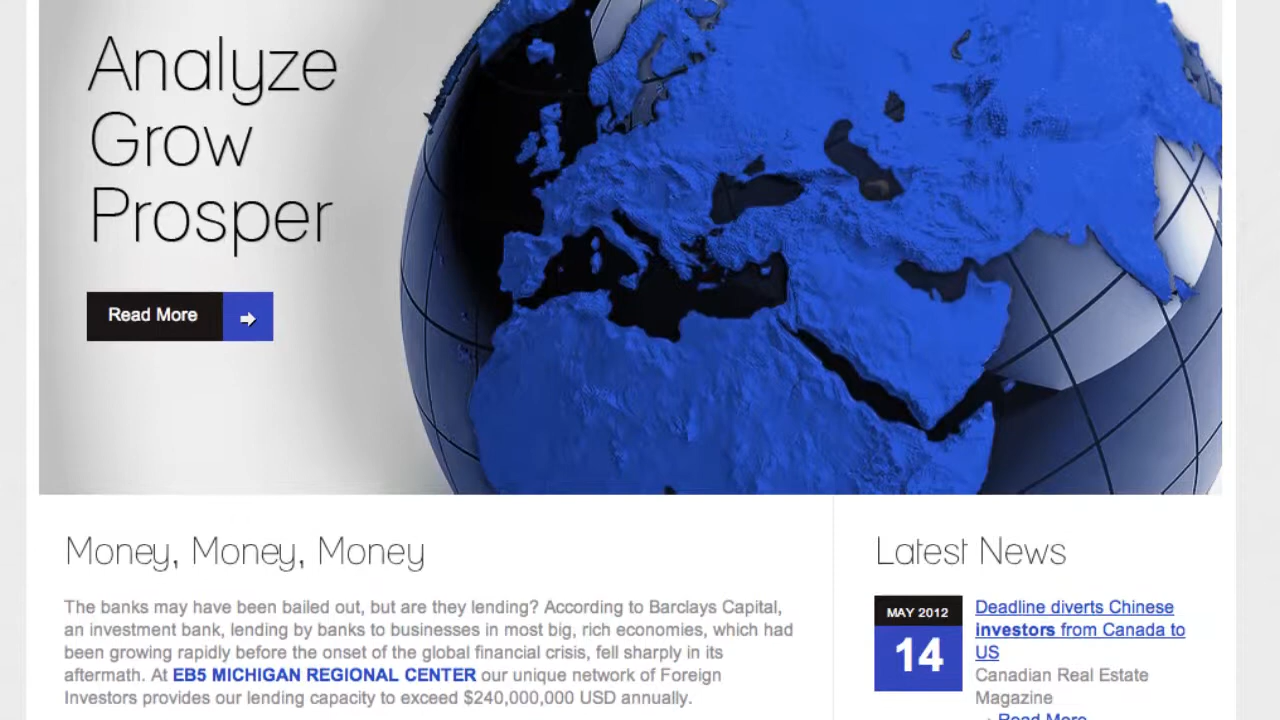 Analyze
Grow
Prosper
Read More
Money, Money, Money
The banks may have been bailed out, but are they lending? According to Barclays Capital,
an investment bank, lending by banks to businesses in most big, rich economies, which had
been growing rapidly before the onset of the global financial crisis, fell sharply in its
aftermath. At EB5 MICHIGAN REGIONAL CENTER our unique network of Foreign
Investors provides our lending capacity to exceed $240,000,000 USD annually.
Latest News
MAY 2012
14
Deadline diverts Chinese
investors from Canada to
US
Canadian Real Estate
Magazine
Read More